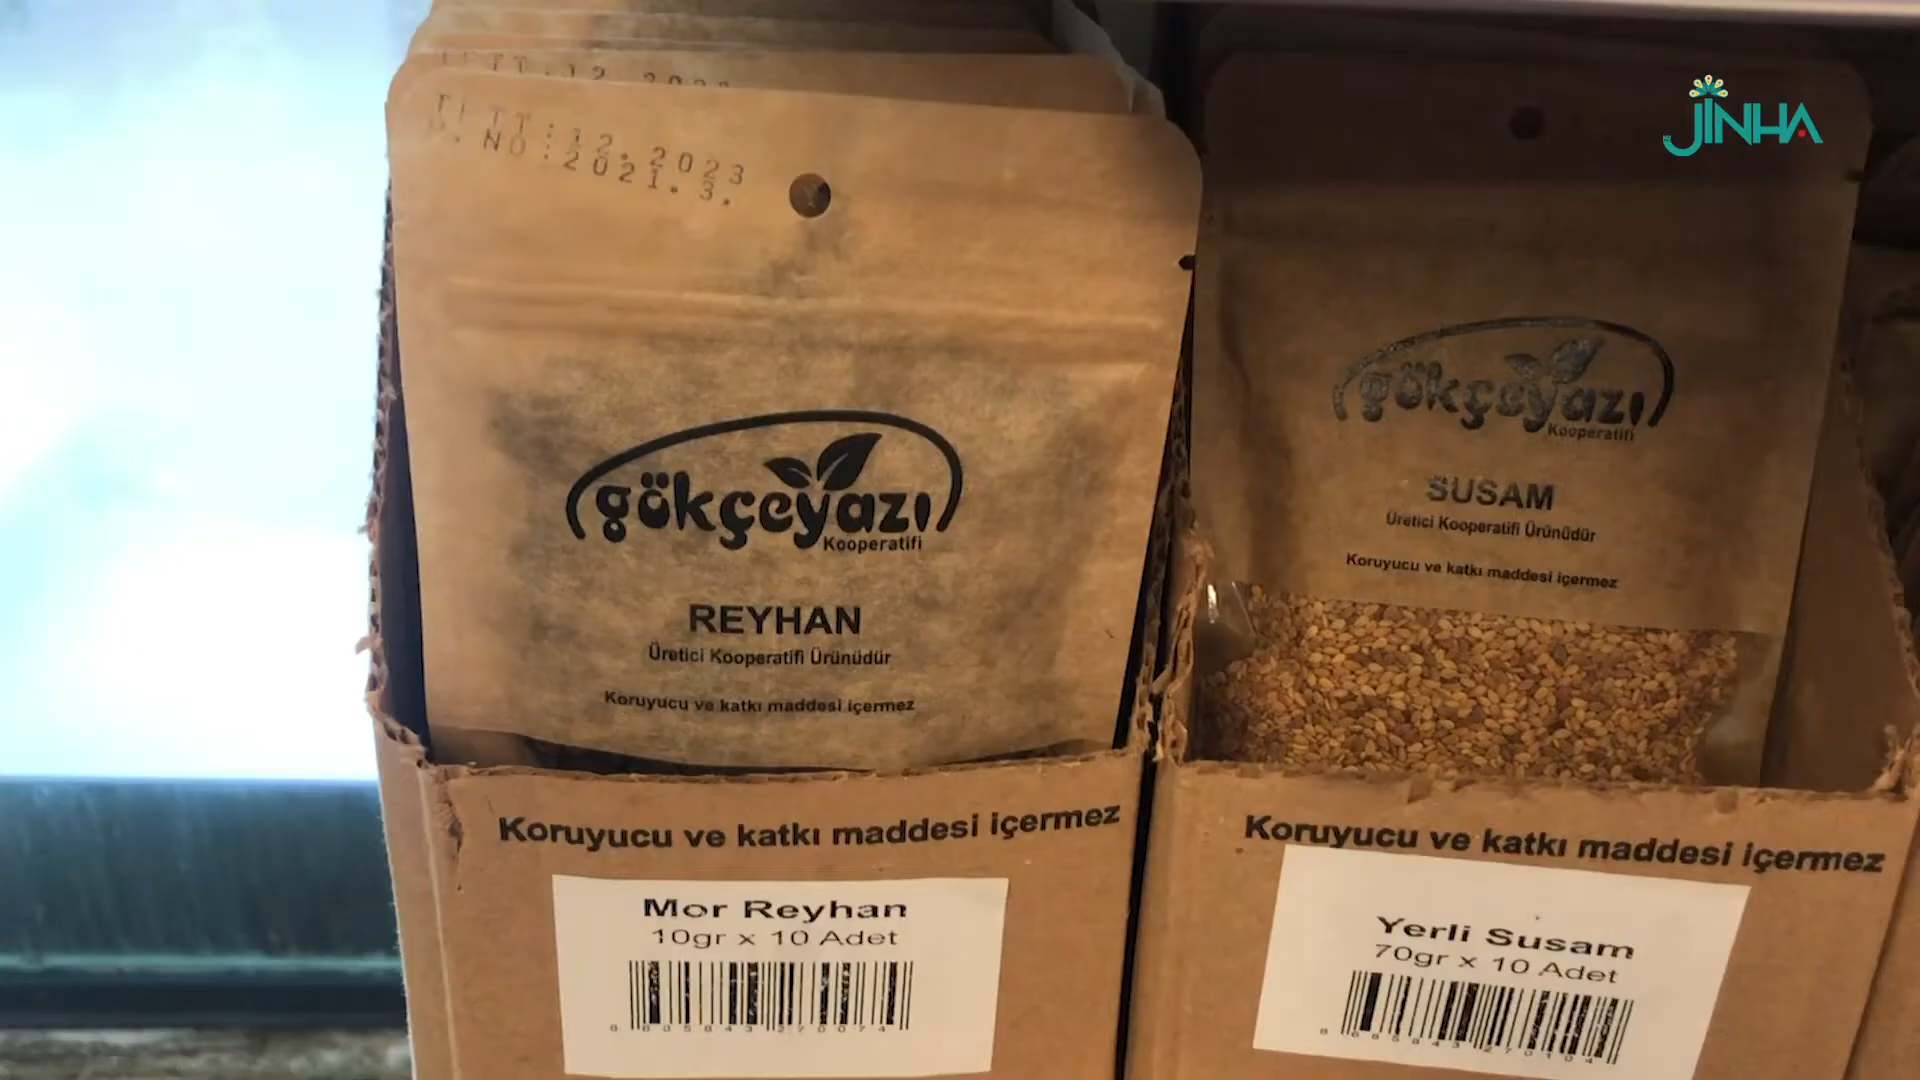 TETT:12.2023
P.NO:2021.3.
gökçeyazı
Kooperatifi
REYHAN
Üretici Kooperatifi Ürünüdür
Koruyucu ve katkı maddesi içermez
Koruyucu ve katkı maddesi içermez
Mor Reyhan
10gr x 10 Adet
JINHA
gökçeyazı
Kooperatifi
SUSAM
Üretici Kooperatifi Ürünüdür
Koruyucu ve katkı maddesi içermez
Koruyucu ve katkı maddesi içermez
Yerli Susam
70gr x 10 Adet